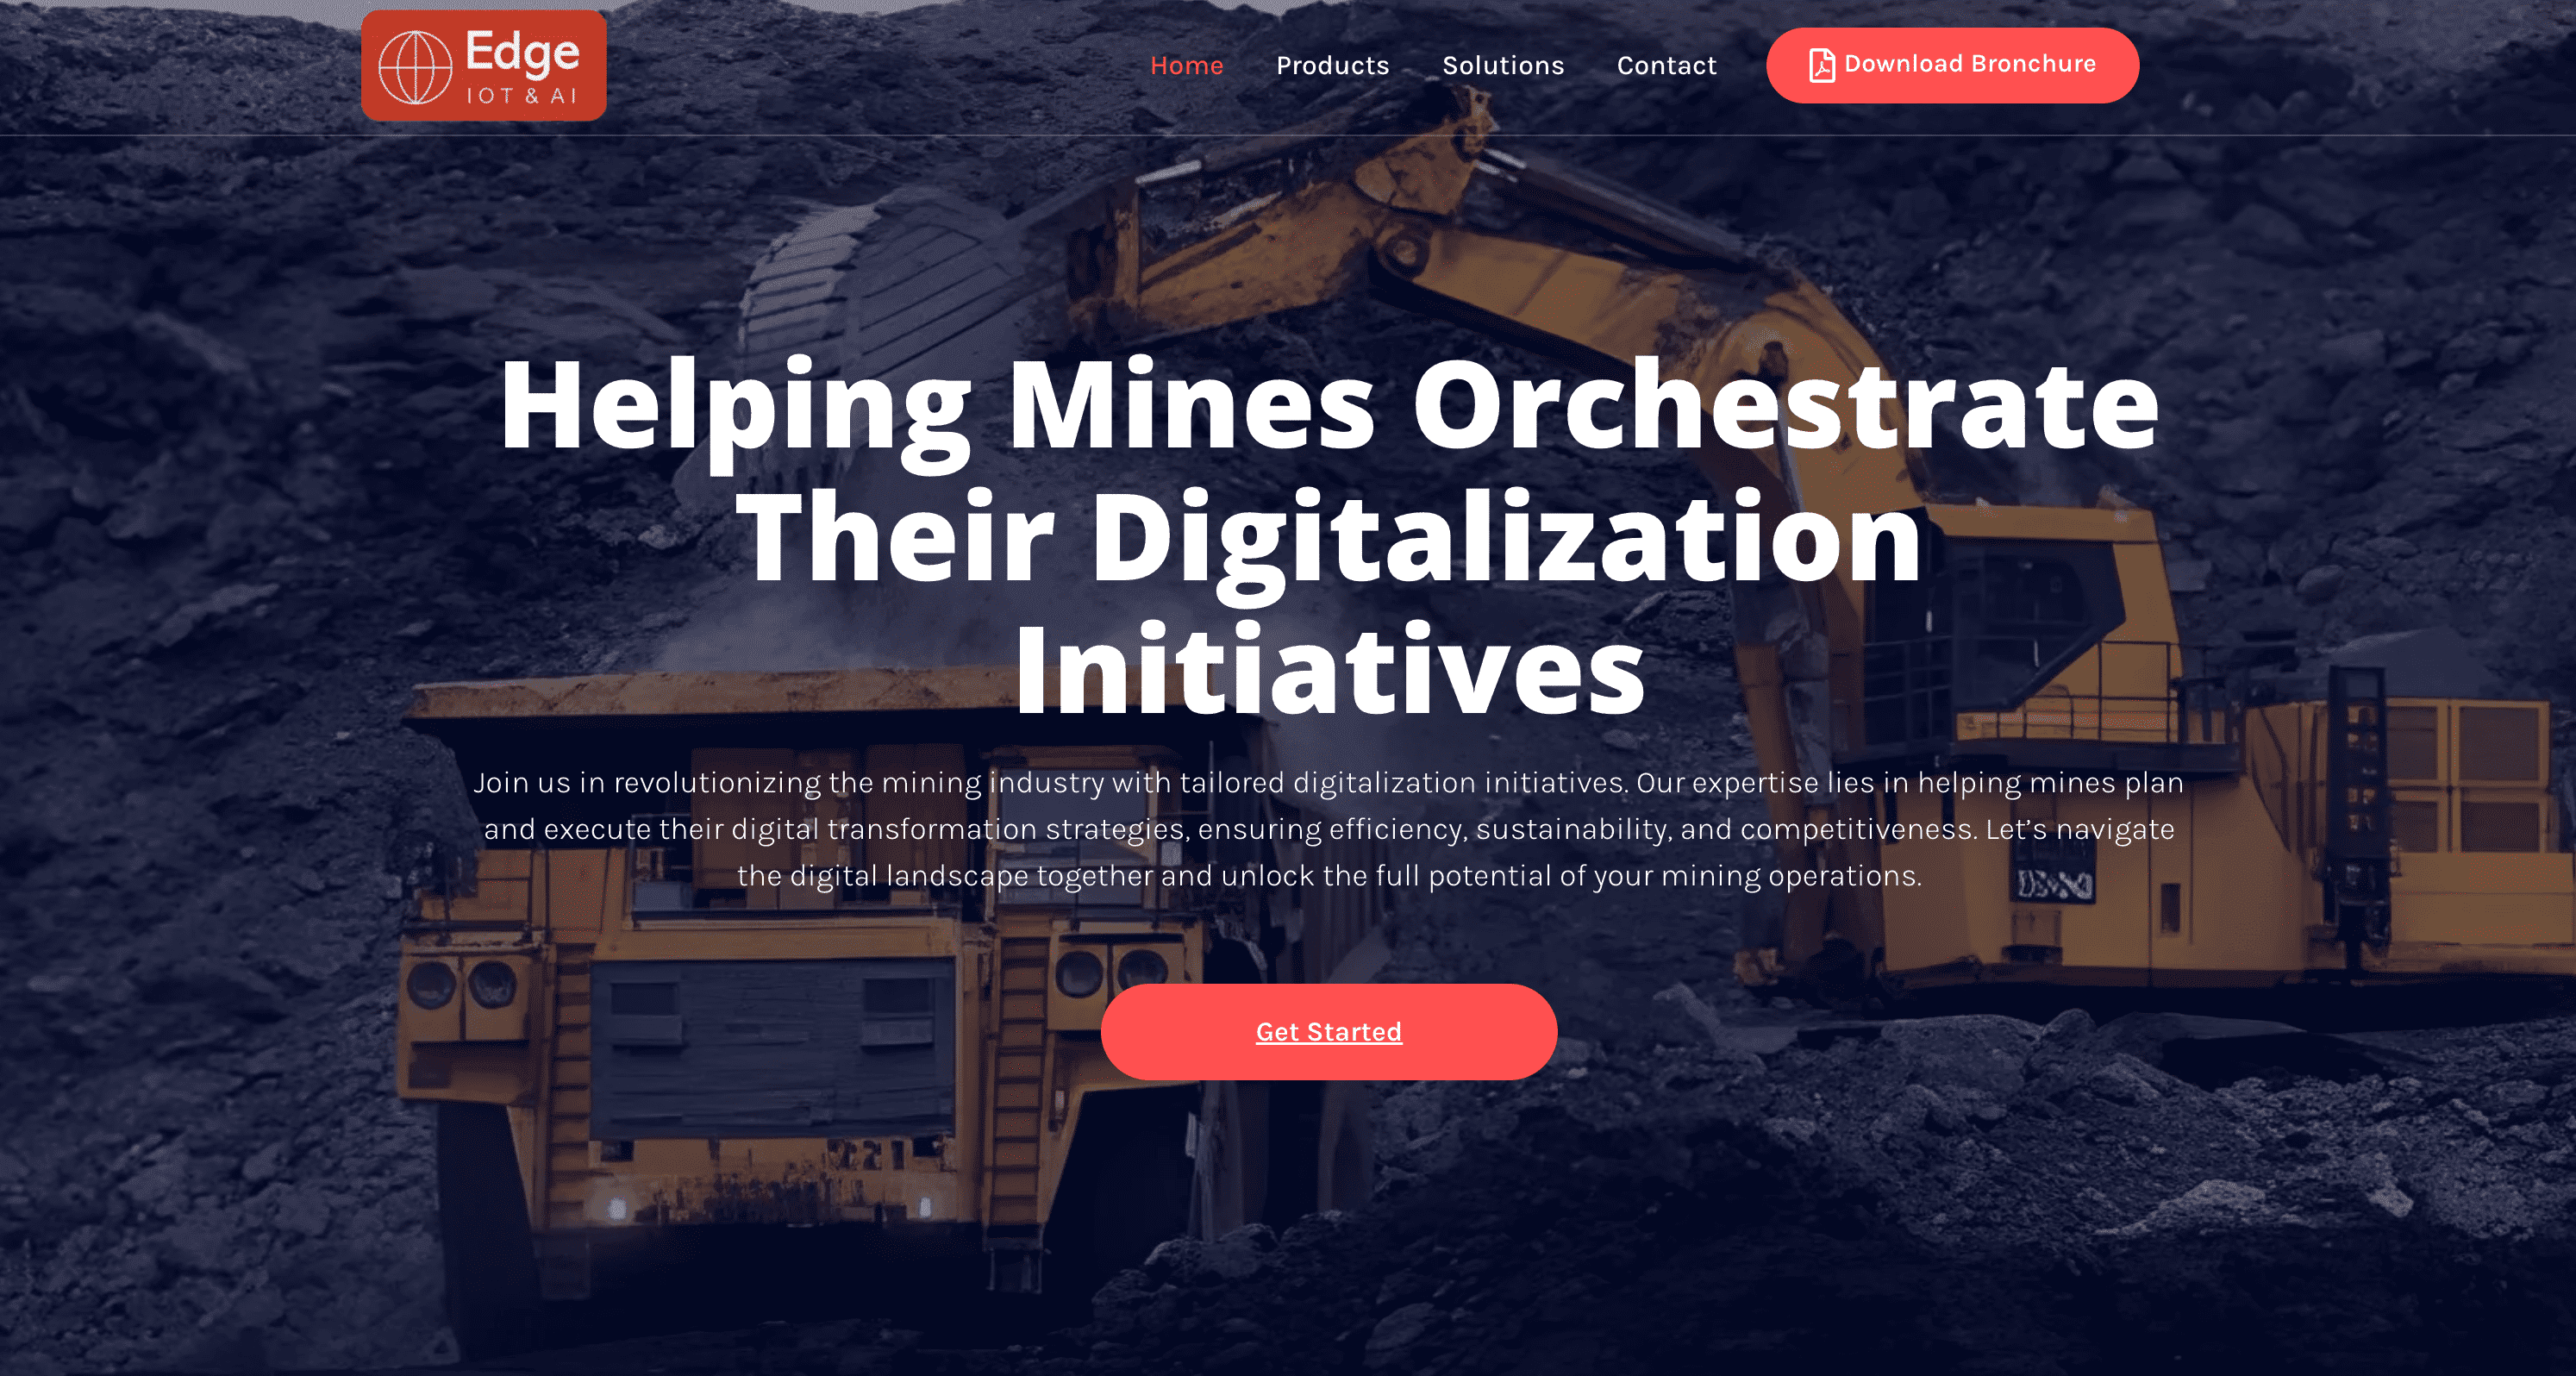 Edge
IOT & AI
Home Products Solutions Contact Download Bronchure
Helping Mines Orchestrate
Their Digitalization
Initiatives
Join us in revolutionizing the mining industry with tailored digitalization initiatives. Our expertise lies in helping mines plan
and execute their digital transformation strategies, ensuring efficiency, sustainability, and competitiveness. Let’s navigate
the digital landscape together and unlock the full potential of your mining operations.
Get Started